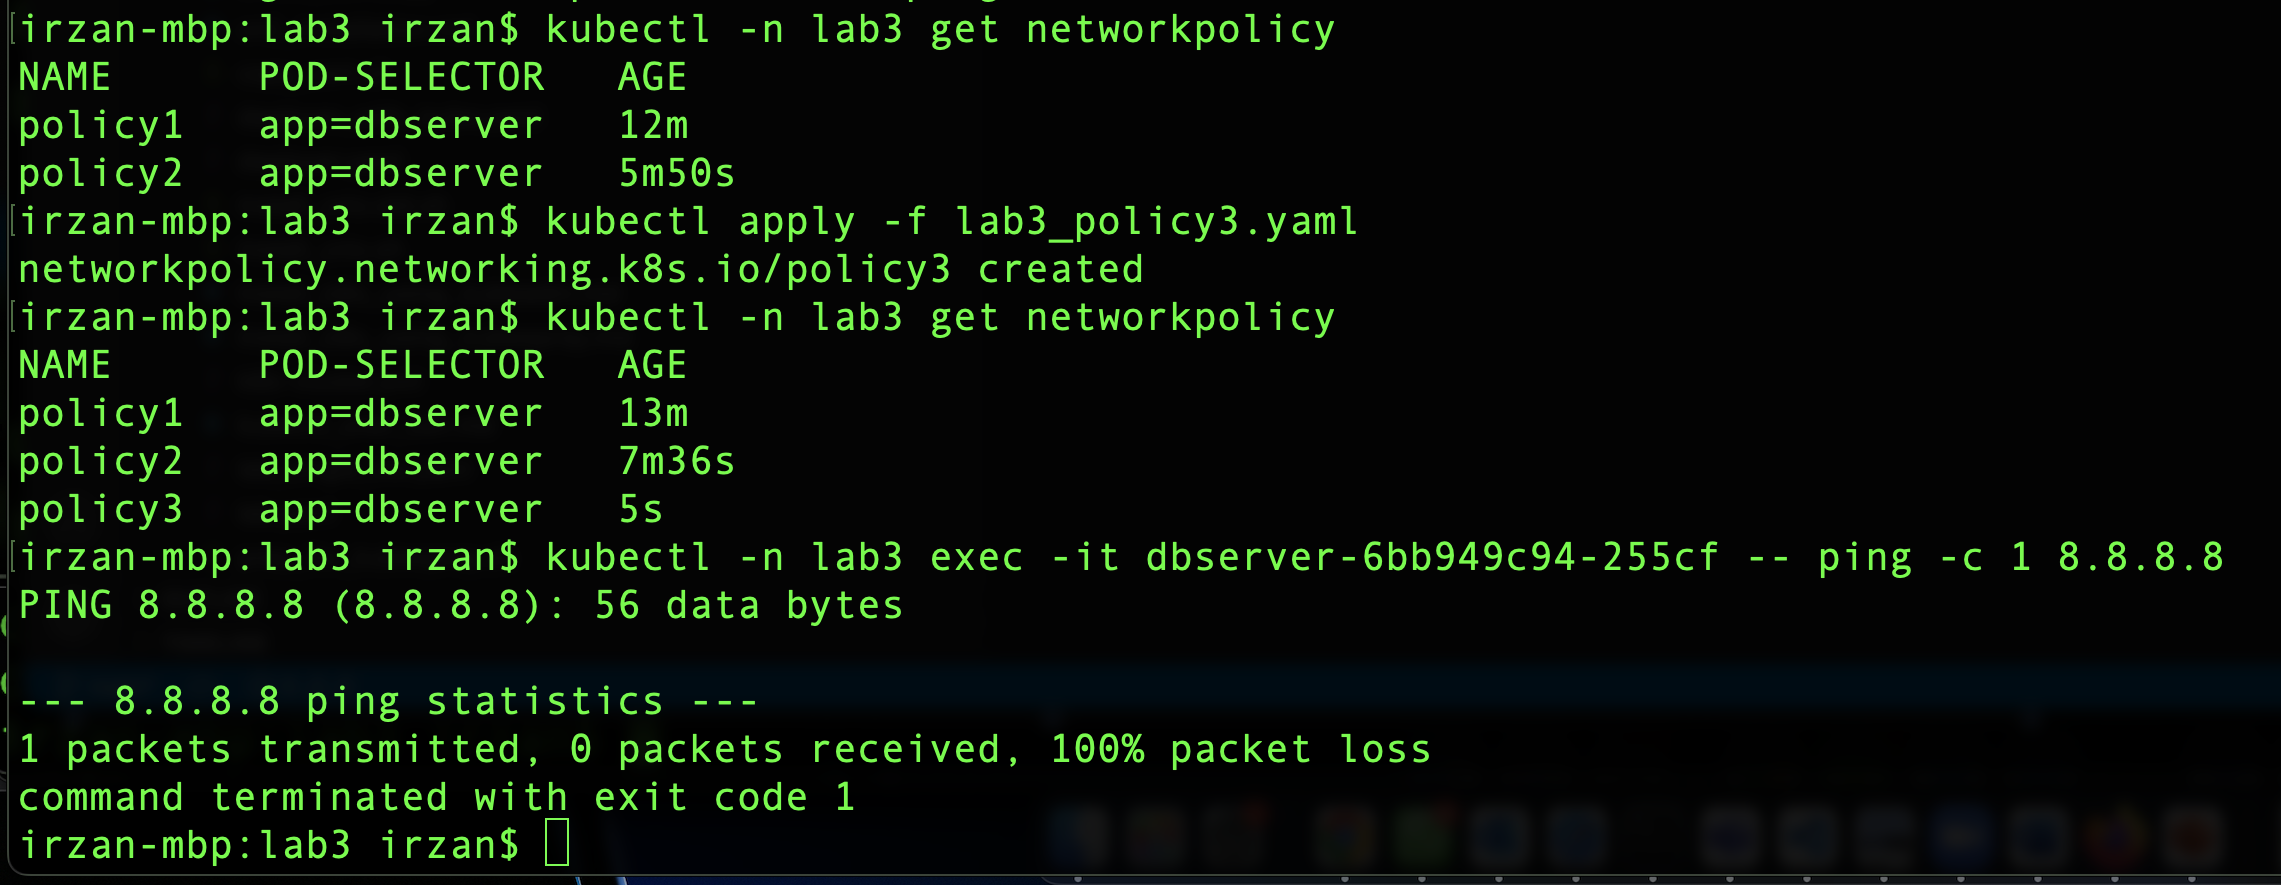 irzan-mbp:lab3 irzan$ kubectl -n lab3 get networkpolicy
NAME      POD-SELECTOR   AGE
policy1   app=dbserver   12m
policy2   app=dbserver   5m50s
irzan-mbp:lab3 irzan$ kubectl apply -f lab3_policy3.yaml
networkpolicy.networking.k8s.io/policy3 created
irzan-mbp:lab3 irzan$ kubectl -n lab3 get networkpolicy
NAME      POD-SELECTOR   AGE
policy1   app=dbserver   13m
policy2   app=dbserver   7m36s
policy3   app=dbserver   5s
irzan-mbp:lab3 irzan$ kubectl -n lab3 exec -it dbserver-6bb949c94-255cf -- ping -c 1 8.8.8.8
PING 8.8.8.8 (8.8.8.8): 56 data bytes
--- 8.8.8.8 ping statistics ---
1 packets transmitted, 0 packets received, 100% packet loss
command terminated with exit code 1
irzan-mbp:lab3 irzan$